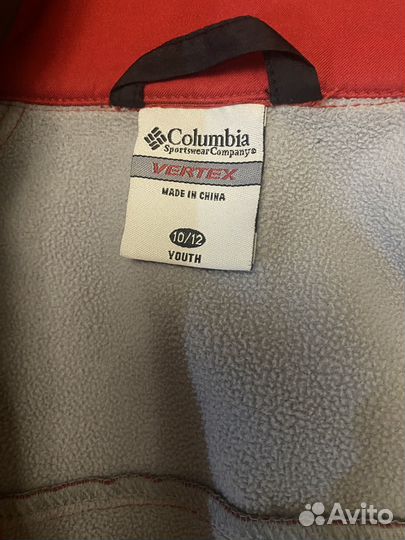 Columbia
Sportswear Company®
VERTEX
MADE IN CHINA
10/12
YOUTH
Avito